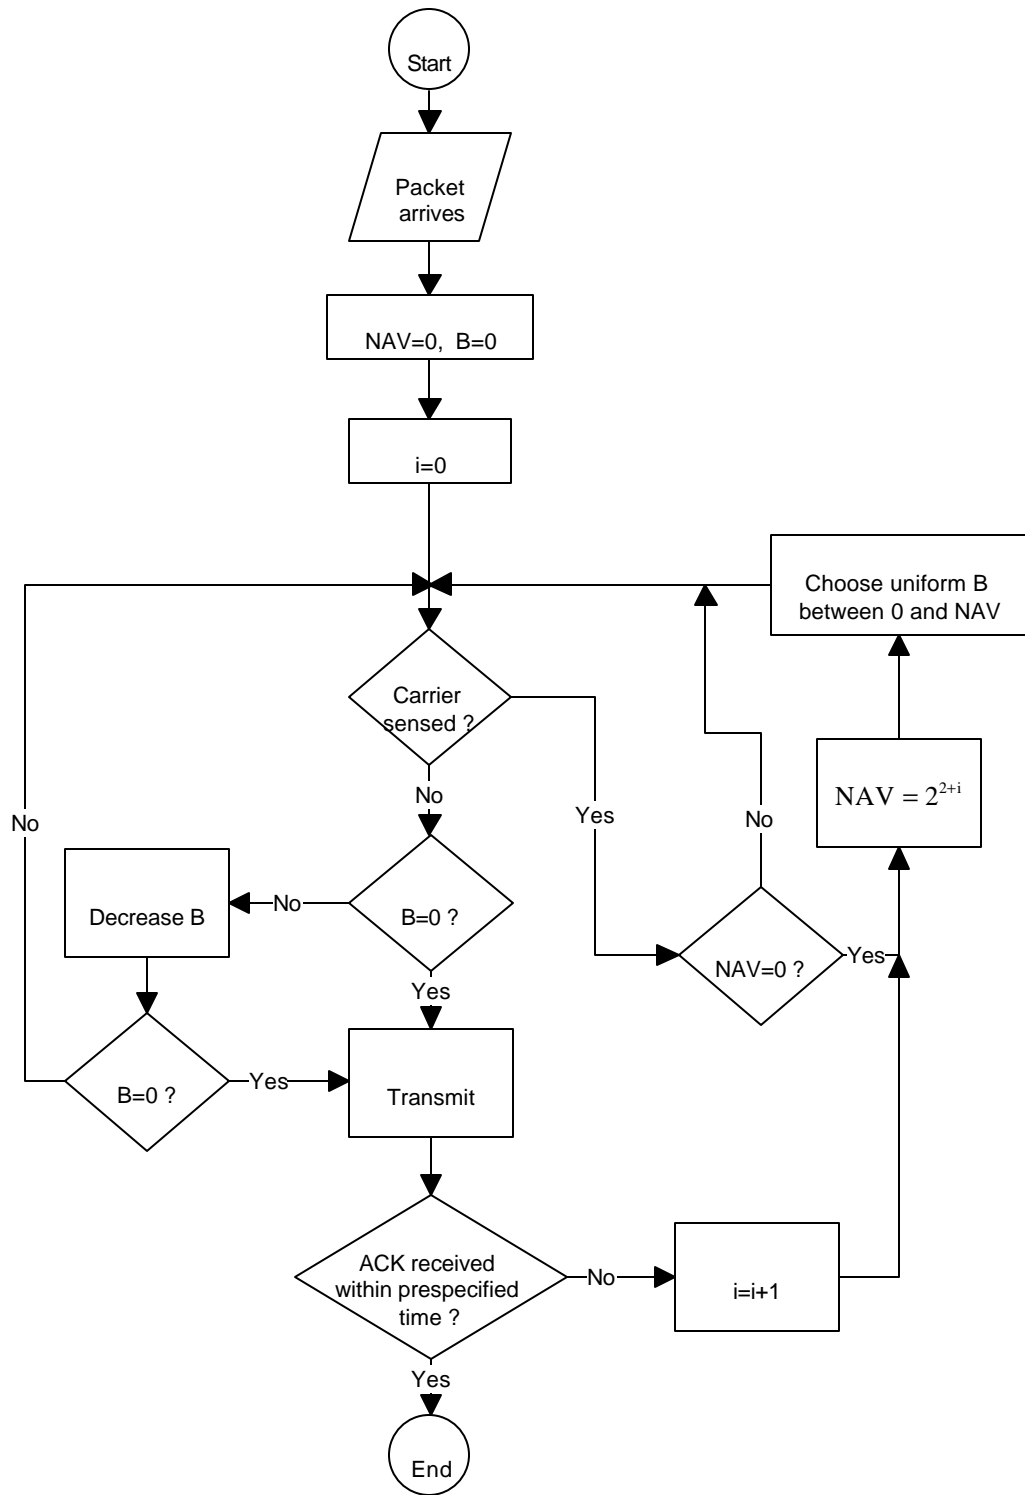 Start
Packet
arrives
NAV=0, B=0
i=0
Choose uniform B
between 0 and NAV
Carrier
sensed ?
NAV = 2^{2+i}
No
No
Yes
No
Decrease B
No
B=0 ?
NAV=0 ?
Yes
Yes
B=0 ?
Yes
Transmit
ACK received
within prespecified
time ?
No
i=i+1
Yes
End